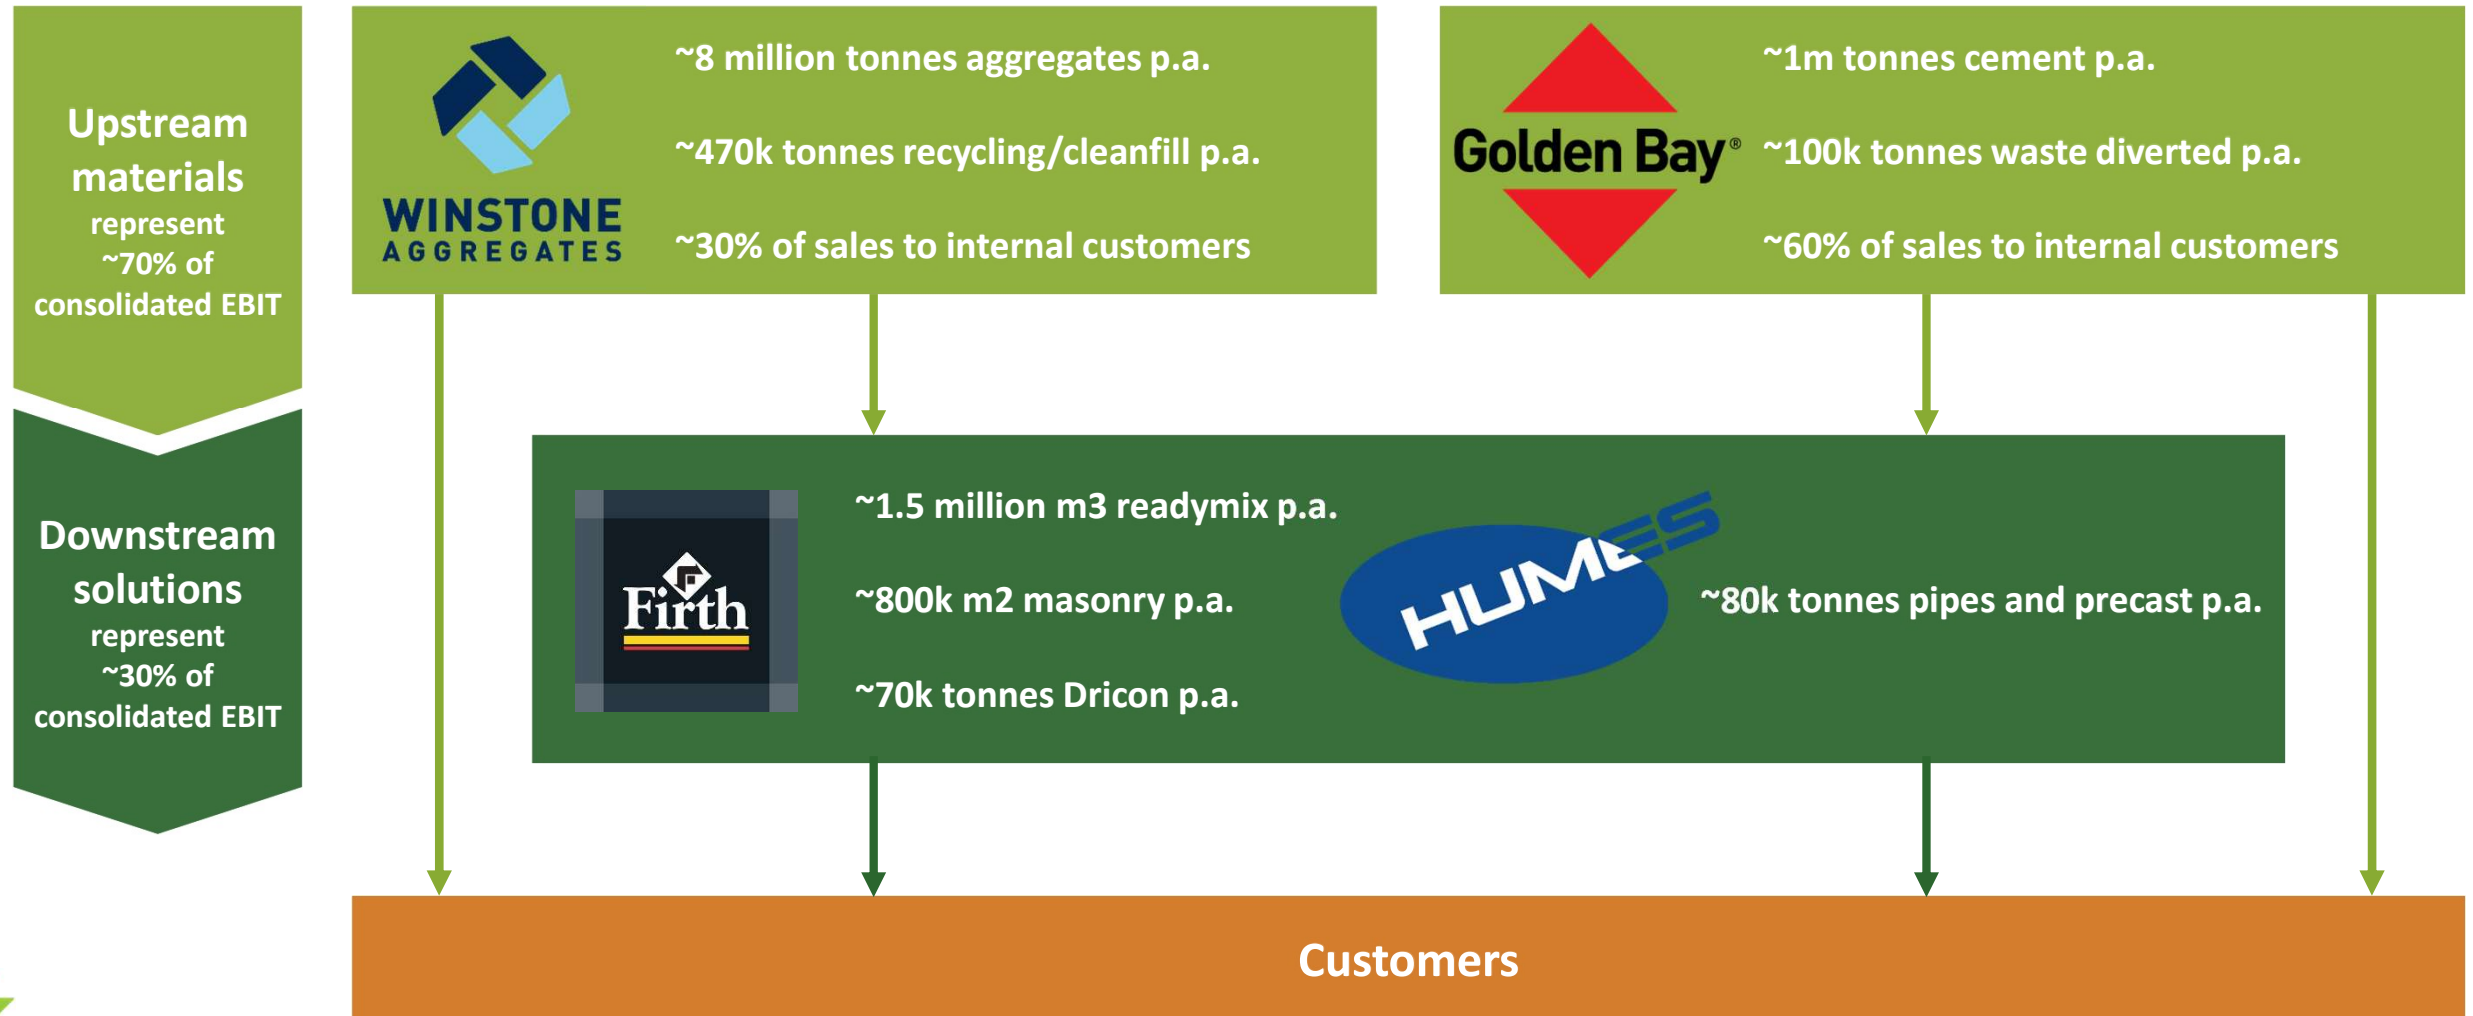 Upstream
materials
represent
~70% of
consolidated EBIT
WINSTONE
AGGREGATES
~8 million tonnes aggregates p.a.
~470k tonnes recycling/cleanfill p.a.
~30% of sales to internal customers
Golden Bay®
~1m tonnes cement p.a.
~100k tonnes waste diverted p.a.
~60% of sales to internal customers
Downstream
solutions
represent
~30% of
consolidated EBIT
Firth
~1.5 million m3 readymix p.a.
~800k m2 masonry p.a.
~70k tonnes Dricon p.a.
HUMES
~80k tonnes pipes and precast p.a.
Customers